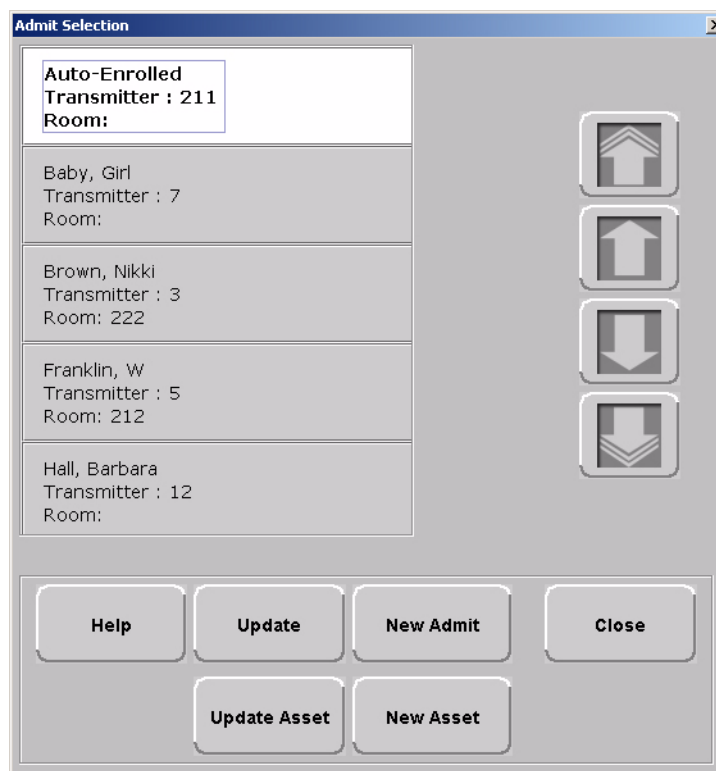 Admit Selection
Auto-Enrolled
Transmitter : 211
Room:
Baby, Girl
Transmitter : 7
Room:
Brown, Nikki
Transmitter : 3
Room: 222
Franklin, W
Transmitter : 5
Room: 212
Hall, Barbara
Transmitter : 12
Room:
Help Update New Admit Close
Update Asset New Asset